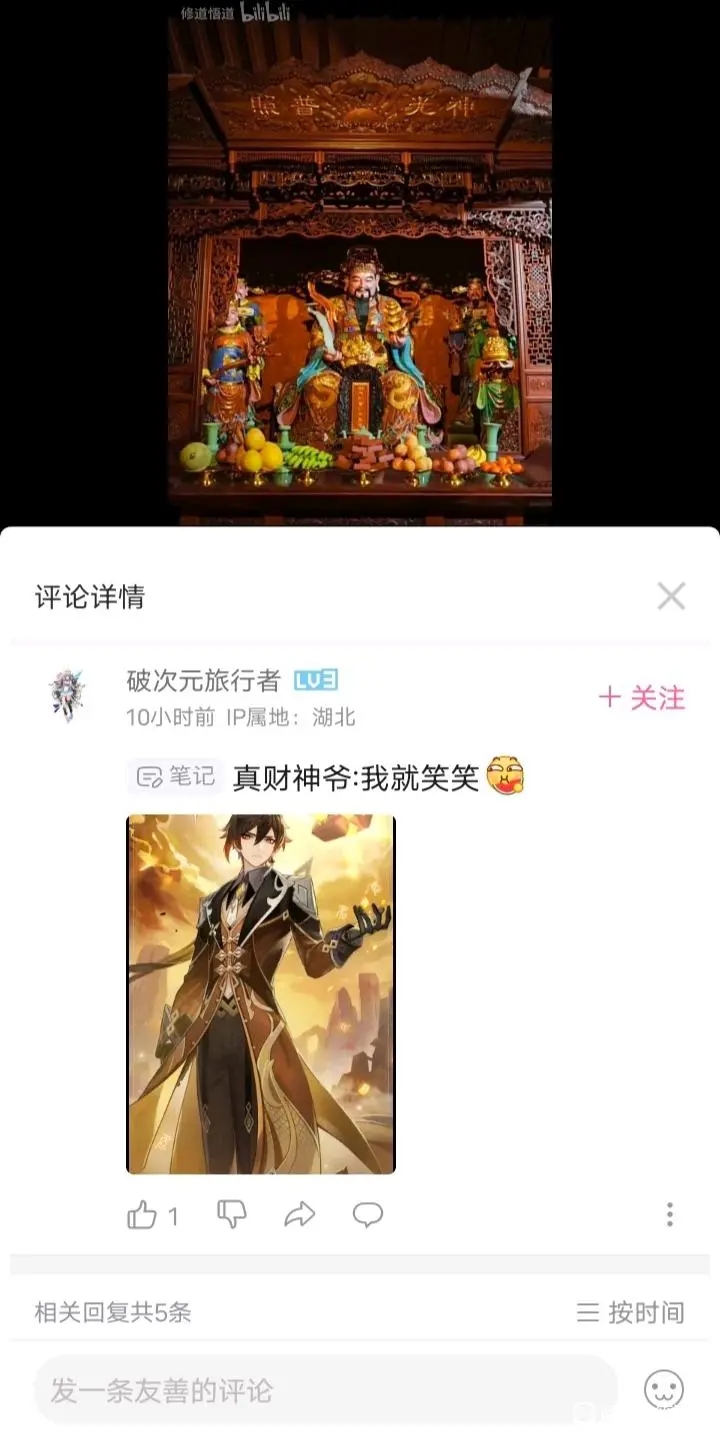 修道悟道 bilibili
照普光神
评论详情
破次元旅行者 LV3
+ 关注
10小时前 IP属地：湖北
笔记 真财神爷:我就笑笑
1
相关回复共5条
按时间
发一条友善的评论